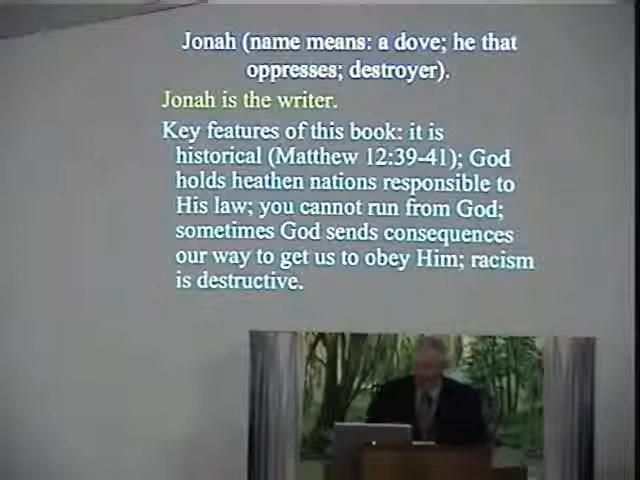 Jonah (name means: a dove; he that
oppresses; destroyer).
Jonah is the writer.
Key features of this book: it is
historical (Matthew 12:39-41); God
holds heathen nations responsible to
His law; you cannot run from God;
sometimes God sends consequences
our way to get us to obey Him; racism
is destructive.